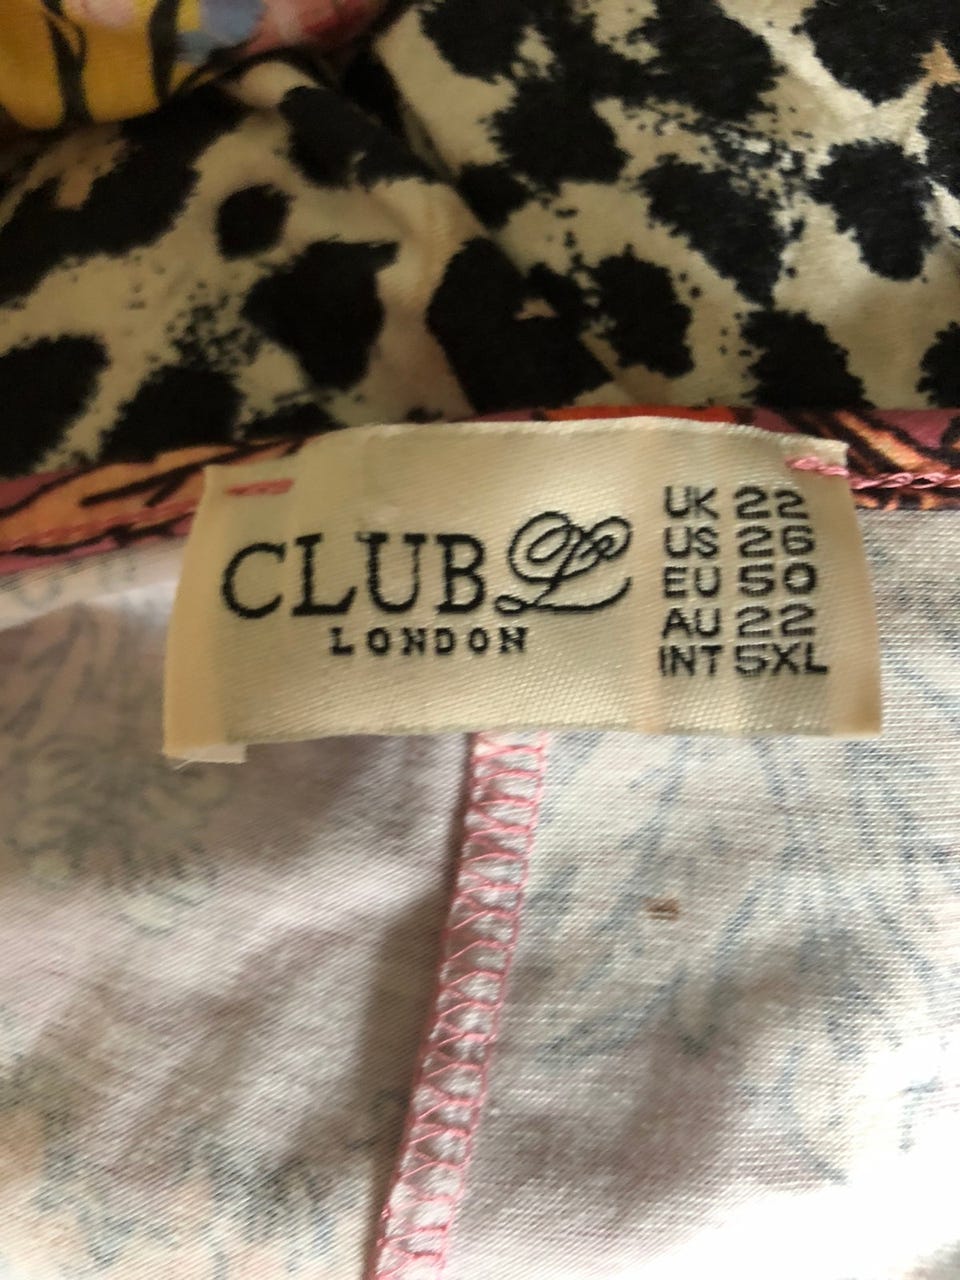 CLUB L
LONDON
UK 22
US 26
EU 50
AU 22
INT 5XL